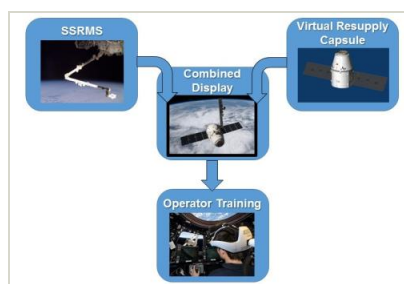 SSRMS
Virtual Resupply
Capsule
Combined
Display
Operator Training